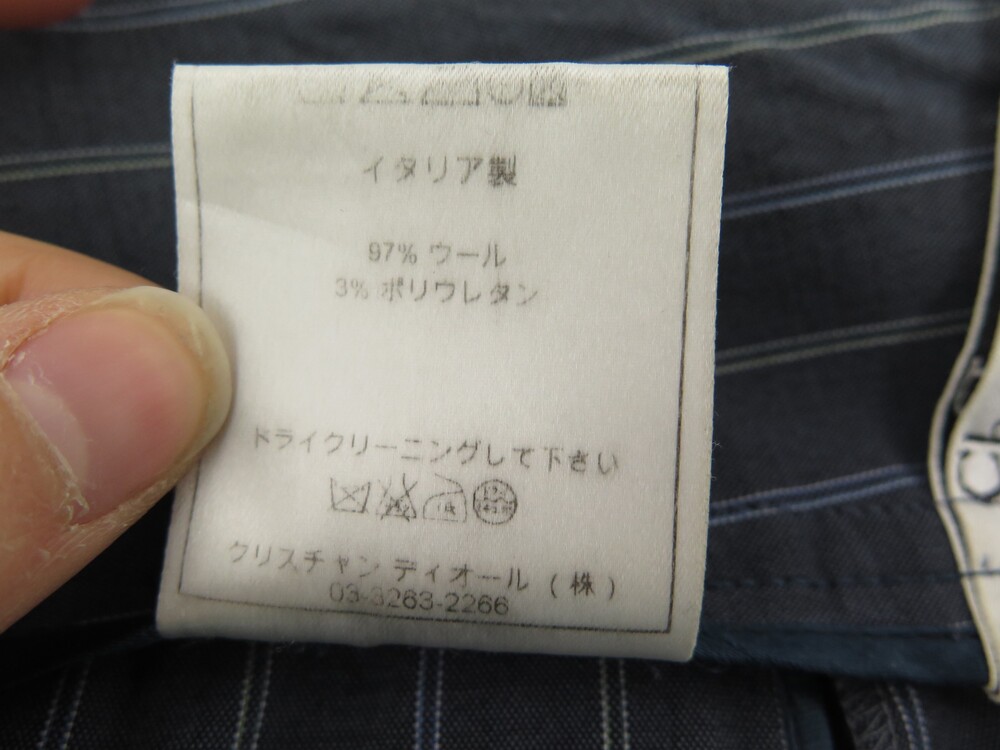 イタリア製
97% ウール
3% ポリウレタン
ドライクリーニングして下さい
クリスチャン ディオール (株)
03-3263-2266
Ch